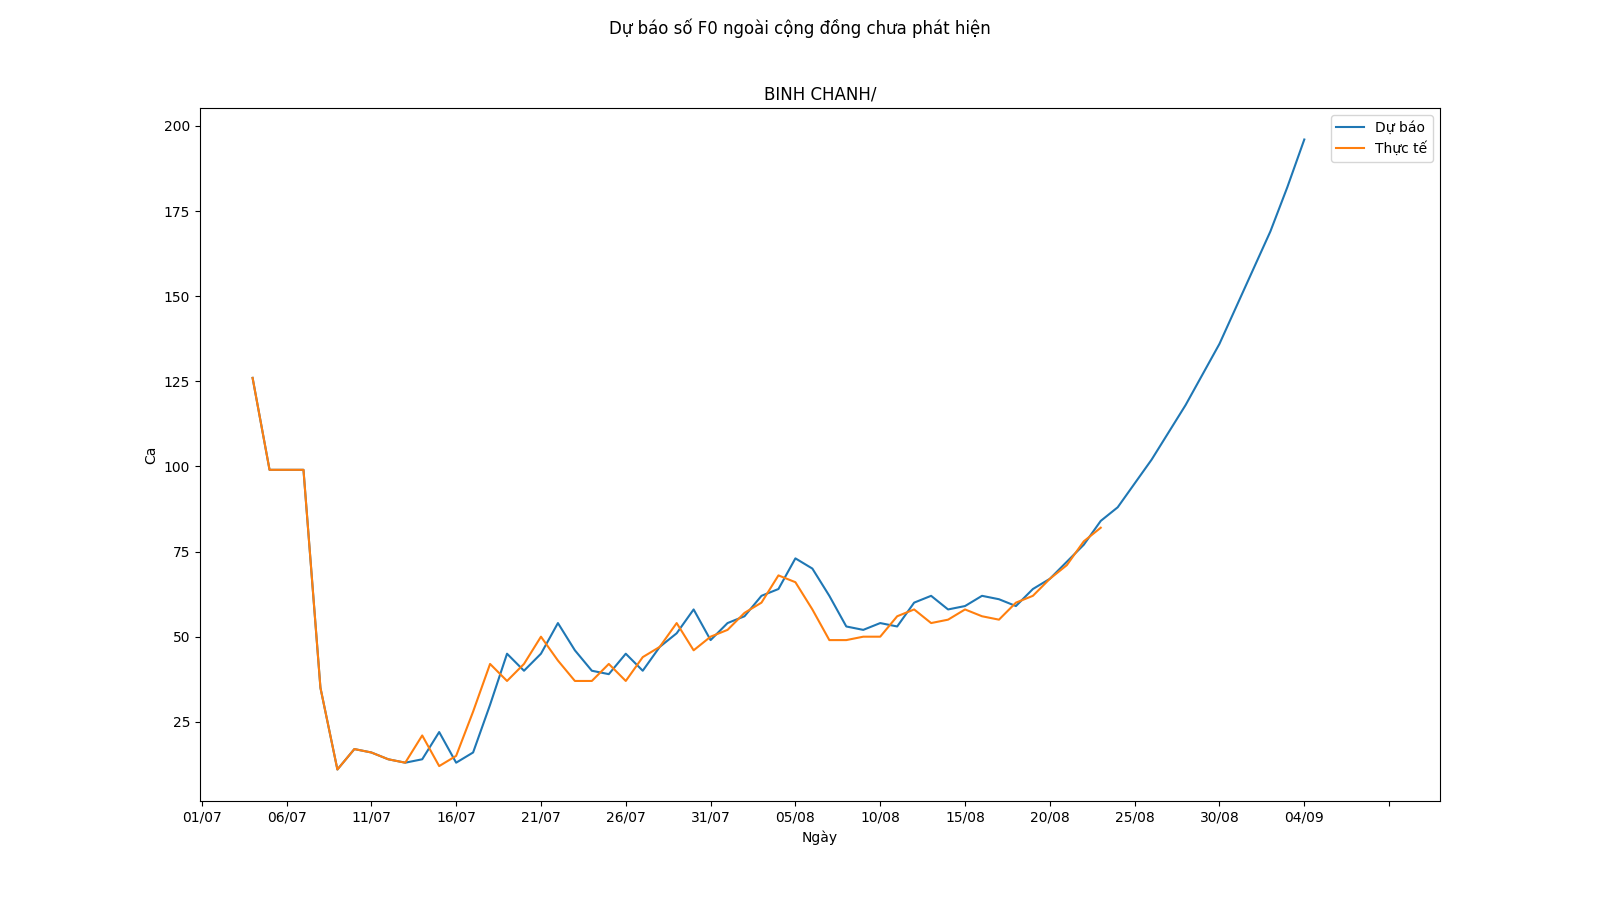 Dự báo số F0 ngoài cộng đồng chưa phát hiện
BINH CHANH/
Dự báo
Thực tế
200
175
150
125
100
75
50
25
Ca
01/07 06/07 11/07 16/07 21/07 26/07 31/07 05/08 10/08 15/08 20/08 25/08 30/08 04/09
Ngày